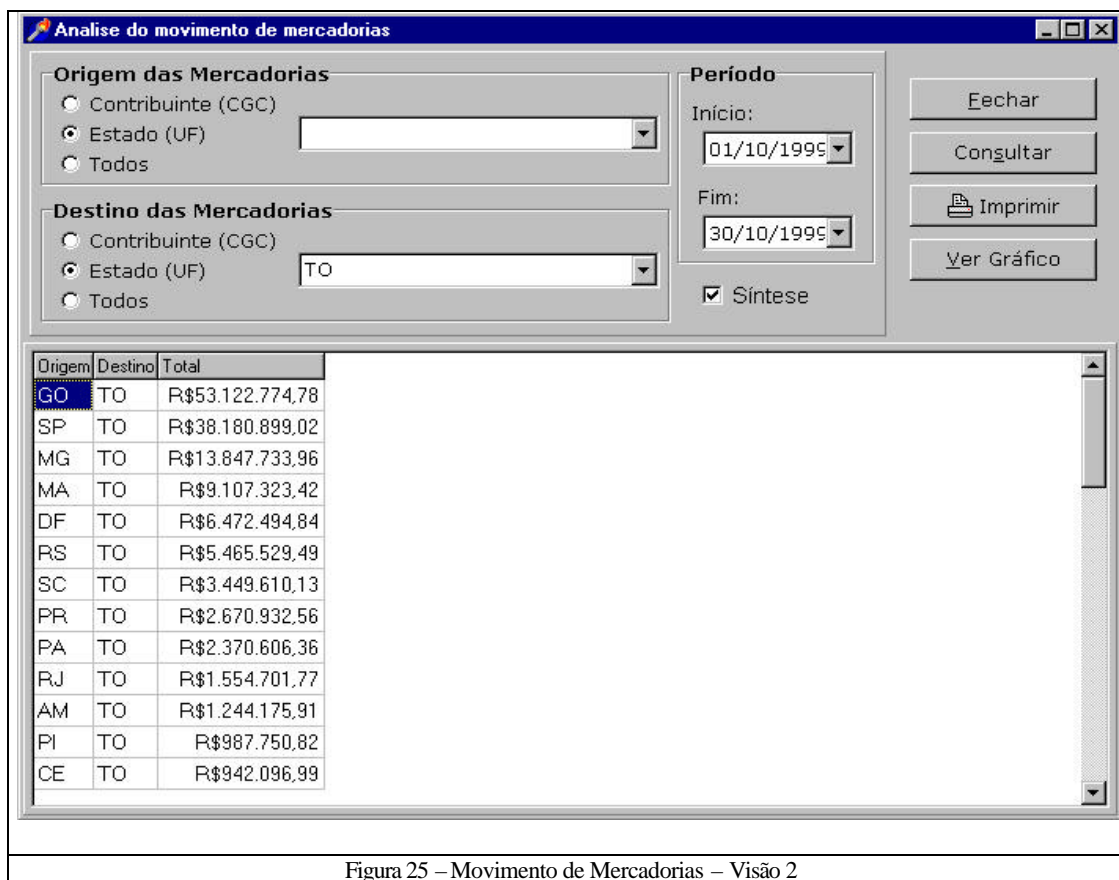 Analise do movimento de mercadorias
Origem das Mercadorias
Contribuinte (CGC)
Estado (UF)
Todos
Destino das Mercadorias
Contribuinte (CGC)
Estado (UF) TO
Todos
Período
Início:
01/10/1999
Fim:
30/10/1999
Síntese
Fechar
Consultar
Imprimir
Ver Gráfico
Origem Destino Total
GO TO R$53.122.774,78
SP TO R$38.180.899,02
MG TO R$13.847.733,96
MA TO R$9.107.323,42
DF TO R$6.472.494,84
RS TO R$5.465.529,49
SC TO R$3.449.610,13
PR TO R$2.670.932,56
PA TO R$2.370.606,36
RJ TO R$1.554.701,77
AM TO R$1.244.175,91
PI TO R$987.750,82
CE TO R$942.096,99
Figura 25 – Movimento de Mercadorias – Visão 2